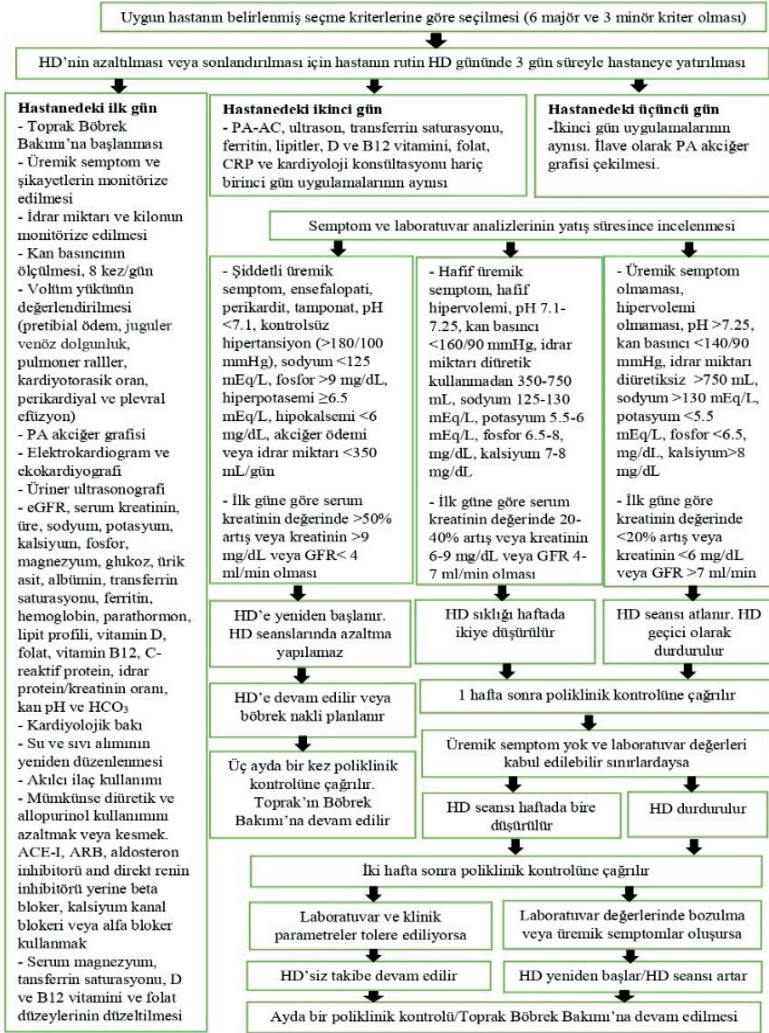 Uygun hastanın belirlenmiş seçme kriterlerine göre seçilmesi (6 majör ve 3 minör kriter olması)
HD'nin azaltılması veya sonlandırılması için hastanın rutin HD gününde 3 gün süreyle hastaneye yatırılması
Hastanedeki ilk gün
- Toprak Böbrek
Bakımı'na başlanması
- Üremik semptom ve
şikayetlerin monitörize
edilmesi
- İdrar miktarı ve kilonun
monitörize edilmesi
- Kan basıncının
ölçülmesi, 8 kez/gün
- Volüm yükünün
değerlendirilmesi
(pretibial ödem, juguler
venöz dolgunluk,
pulmoner ralller,
kardiyotorasik oran,
perikardiyal ve plevral
efüzyon)
- PA akciğer grafisi
- Elektrokardiogram ve
ekokardiyografi
- Üriner ultrasonografi
- eGFR, serum kreatinin,
üre, sodyum, potasyum,
kalsiyum, fosfor,
magnezyum, glukoz, ürik
asit, albümin, transferrin
saturasyonu, ferritin,
hemoglobin, parathormon,
lipit profili, vitamin D,
folat, vitamin B12, C-
reaktif protein, idrar
protein/kreatinin oranı,
kan pH ve HCO₃
- Kardiyolojik bakı
- Su ve sıvı alımının
yeniden düzenlenmesi
- Akılcı ilaç kullanımı
- Mümkünse diüretik ve
allopurinol kullanımını
azaltmak veya kesmek.
ACE-I, ARB, aldosteron
inhibitorü and direkt renin
inhibitörü yerine beta
bloker, kalsiyum kanal
blokeri veya alfa bloker
kullanmak
- Serum magnezyum,
tansferrin saturasyonu, D
ve B12 vitamini ve folat
düzeylerinin düzeltilmesi
Hastanedeki ikinci gün
- PA-AC, ultrason, transferrin saturasyonu,
ferritin, lipitler, D ve B12 vitamini, folat,
CRP ve kardiyoloji konsültasyonu hariç
birinci gün uygulamalarının aynısı
Hastanedeki üçüncü gün
-İkinci gün uygulamalarının
aynısı. İlave olarak PA akciğer
grafisi çekilmesi.
Semptom ve laboratuvar analizlerinin yatış süresince incelenmesi
- Şiddetli üremik
semptom, ensefalopati,
perikardit, tamponat, pH
<7.1, kontrolsüz
hipertansiyon (>180/100
mmHg), sodyum <125
mEq/L, fosfor >9 mg/dL,
hiperpotasemi ≥6.5
mEq/L, hipokalsemi <6
mg/dL, akciğer ödemi
veya idrar miktarı <350
mL/gün
- İlk güne göre serum
kreatinin değerinde >50%
artış veya kreatinin >9
mg/dL veya GFR< 4
ml/min olması
- Hafif üremik
semptom, hafif
hipervolemi, pH 7.1-
7.25, kan basıncı
<160/90 mmHg, idrar
miktarı diüretik
kullanmadan 350-750
mL, sodyum 125-130
mEq/L, potasyum 5.5-6
mEq/L, fosfor 6.5-8,
mg/dL, kalsiyum 7-8
mg/dL
- İlk güne göre serum
kreatinin değerinde 20-
40% artış veya kreatinin
6-9 mg/dL veya GFR 4-
7 ml/min olması
- Üremik semptom
olmaması,
hipervolemi
olmaması, pH >7.25,
kan basıncı <140/90
mmHg, idrar miktarı
diüretiksiz >750 mL,
sodyum >130 mEq/L,
potasyum <5.5
mEq/L, fosfor <6.5,
mg/dL, kalsiyum>8
mg/dL
- İlk güne göre
kreatinin değerinde
<20% artış veya
kreatinin <6 mg/dL
veya GFR >7 ml/min
HD'e yeniden başlanır.
HD seanslarında azaltma
yapılamaz
HD sıklığı haftada
ikiye düşürülür
HD seansı atlanır. HD
geçici olarak
durdurulur
HD'e devam edilir veya
böbrek nakli planlanır
1 hafta sonra poliklinik kontrolüne çağrılır
Üç ayda bir kez poliklinik
kontrolüne çağrılır.
Toprak'ın Böbrek
Bakımı'na devam edilir
Üremik semptom yok ve laboratuvar değerleri
kabul edilebilir sınırlardaysa
HD seansı haftada bire
düşürülür
HD durdurulur
İki hafta sonra poliklinik kontrolüne çağrılır
Laboratuvar ve klinik
parametreler tolere ediliyorsa
Laboratuvar değerlerinde bozulma
veya üremik semptomlar oluşursa
HD'siz takibe devam edilir
HD yeniden başlar/HD seansı artar
Ayda bir poliklinik kontrolü/Toprak Böbrek Bakımı'na devam edilmesi